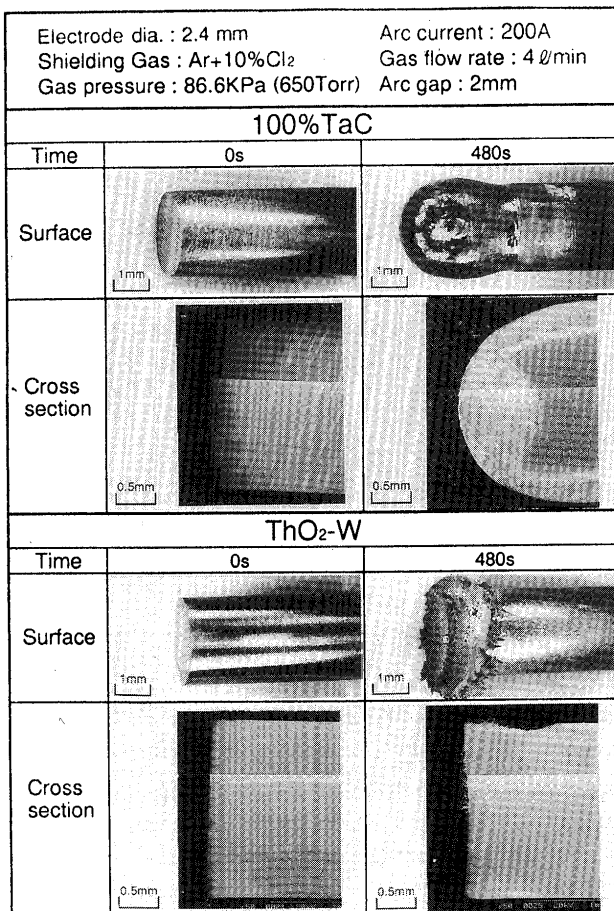 Electrode dia. : 2.4 mm Arc current : 200A
Shielding Gas : Ar+10%Cl₂ Gas flow rate : 4 ℓ/min
Gas pressure : 86.6KPa (650Torr) Arc gap : 2mm
100%TaC
Time 0s 480s
Surface
1mm 1mm
Cross
section
0.5mm 0.5mm
ThO₂-W
Time 0s 480s
Surface
1mm 1mm
Cross
section
0.5mm 0.5mm